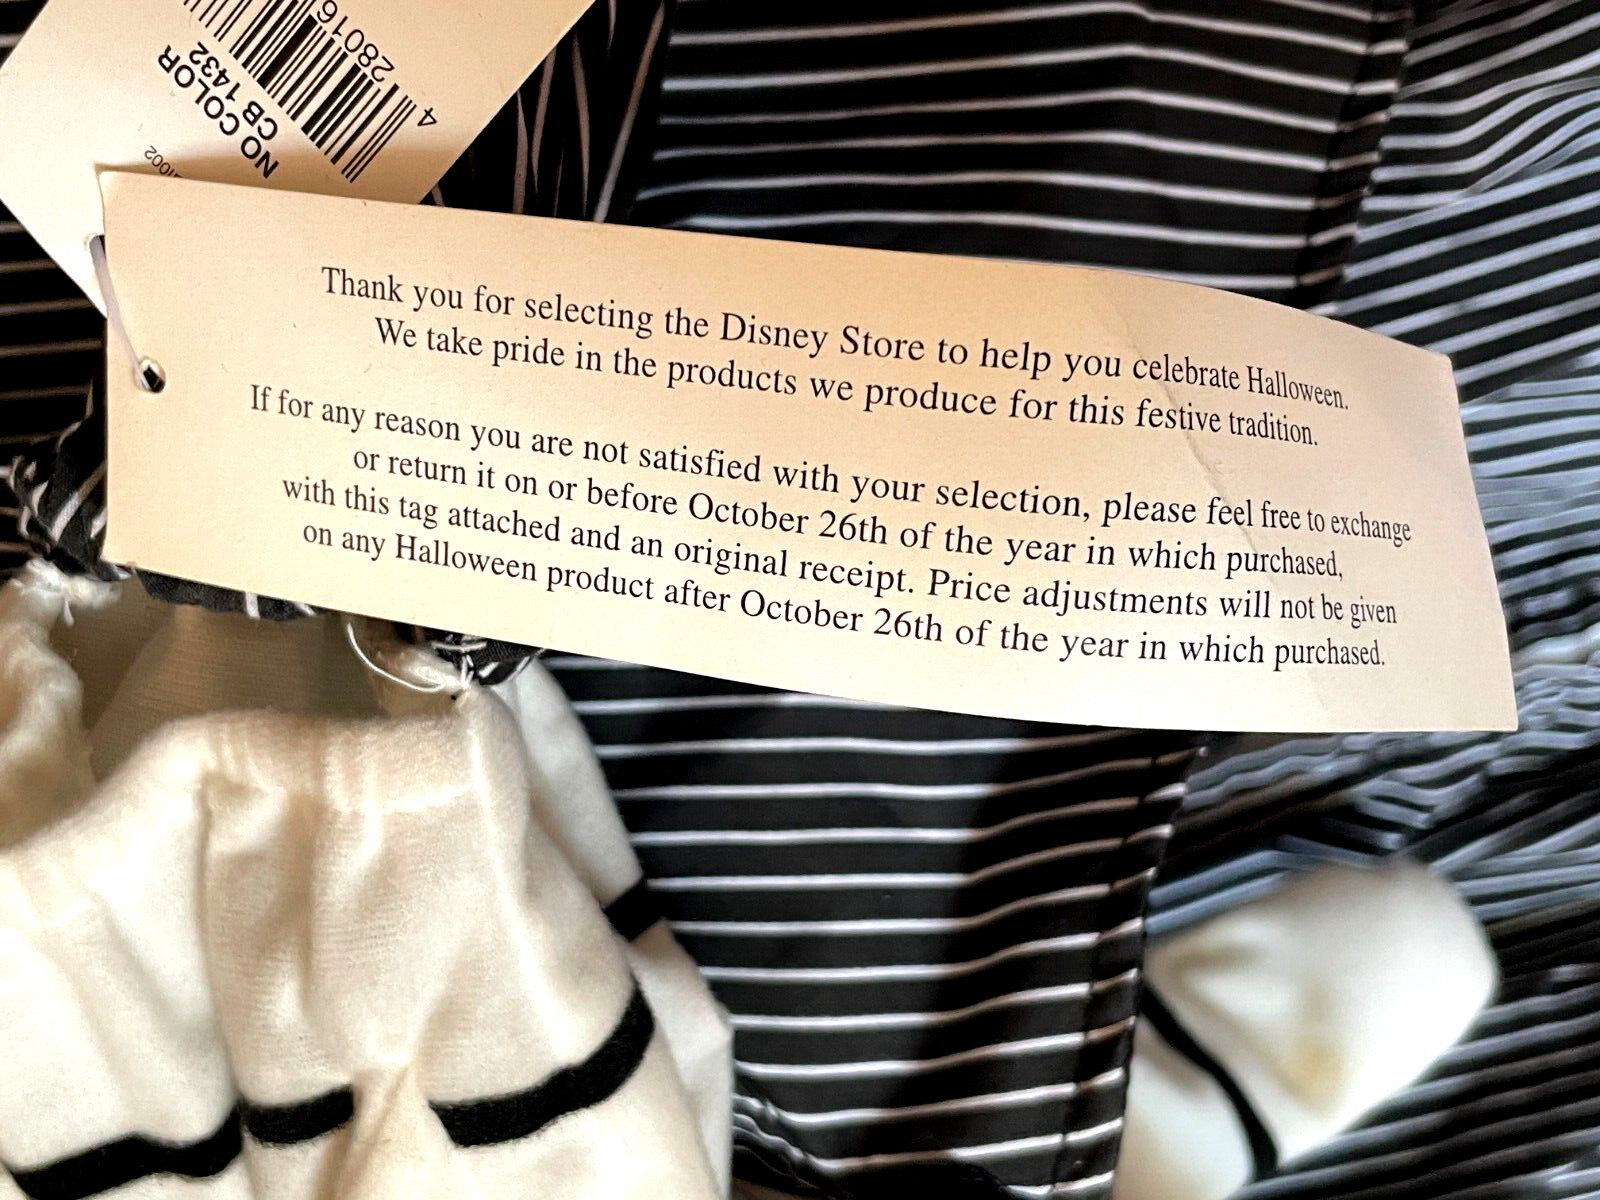 NO COLOR
CB 1432
4
28016
Thank you for selecting the Disney Store to help you celebrate Halloween.
We take pride in the products we produce for this festive tradition.
If for any reason you are not satisfied with your selection, please feel free to exchange
or return it on or before October 26th of the year in which purchased,
with this tag attached and an original receipt. Price adjustments will not be given
on any Halloween product after October 26th of the year in which purchased.